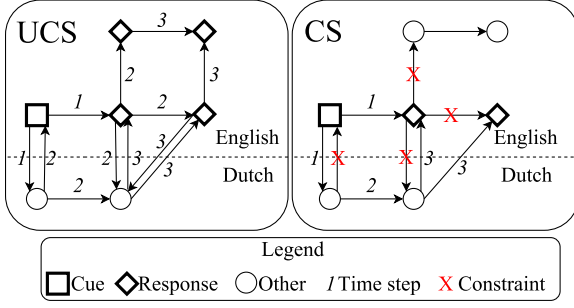 UCS
3
2
3
1
2
English
1
2
2
3
3
3
Dutch
2
CS
X
1
X
English
1
X
X
3
3
Dutch
2
Legend
Cue
Response
Other
1 Time step
X Constraint